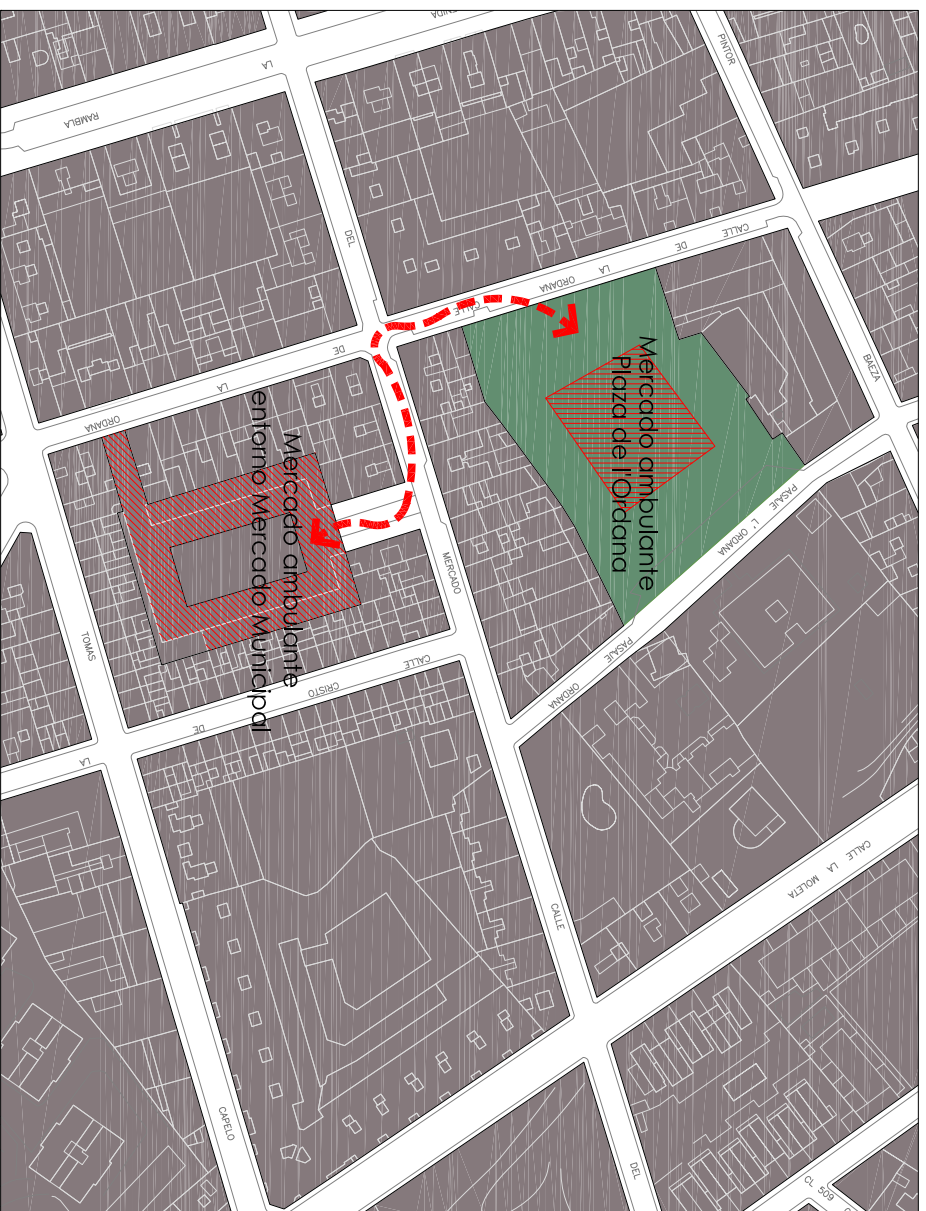 Mercado ambulante
Plaza de l'Ordana
Mercado ambulante
entorno Mercado Municipal
PINTOR
BAEZA
LA
RAMBLA
CALLE
DE
LA
ORDANA
CALLE
DE
LA
ORDANA
DEL
MERCADO
CALLE
DEL
PASAJE L' ORDANA
PASAJE
ORDANA
CALLE
CRISTO
DE
LA
TOMAS
CAPELO
CALLE LA MOLETA
CL 509